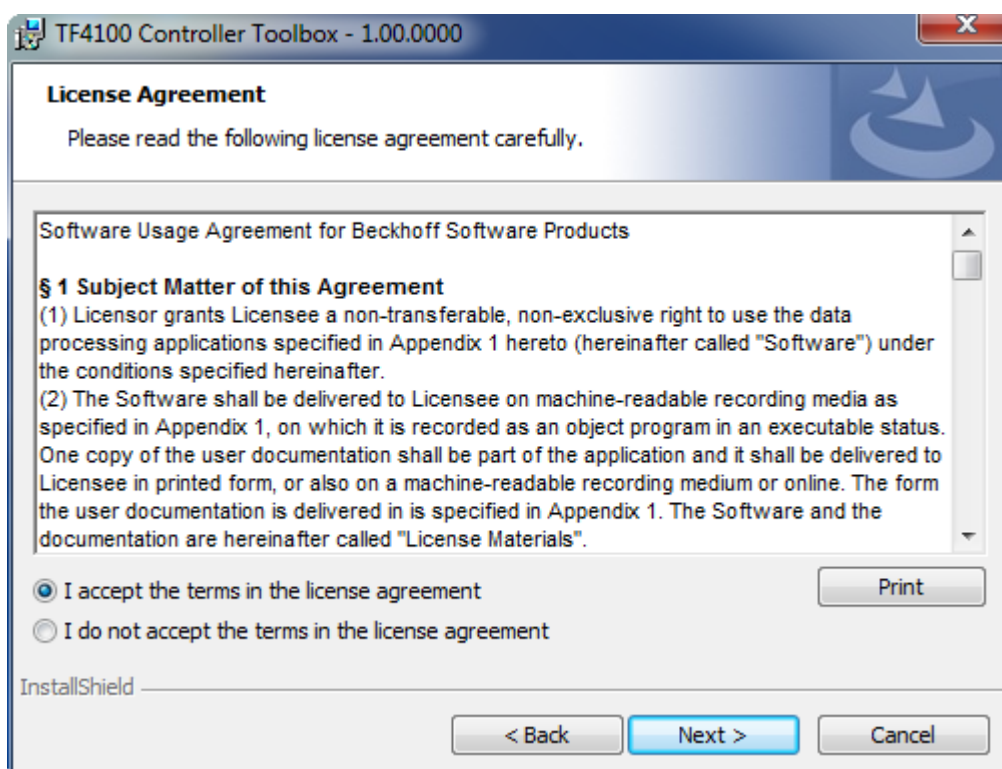 TF4100 Controller Toolbox - 1.00.0000
License Agreement
Please read the following license agreement carefully.
Software Usage Agreement for Beckhoff Software Products
§ 1 Subject Matter of this Agreement
(1) Licensor grants Licensee a non-transferable, non-exclusive right to use the data
processing applications specified in Appendix 1 hereto (hereinafter called "Software") under
the conditions specified hereinafter.
(2) The Software shall be delivered to Licensee on machine-readable recording media as
specified in Appendix 1, on which it is recorded as an object program in an executable status.
One copy of the user documentation shall be part of the application and it shall be delivered to
Licensee in printed form, or also on a machine-readable recording medium or online. The form
the user documentation is delivered in is specified in Appendix 1. The Software and the
documentation are hereinafter called "License Materials".
I accept the terms in the license agreement
Print
I do not accept the terms in the license agreement
InstallShield
< Back Next > Cancel